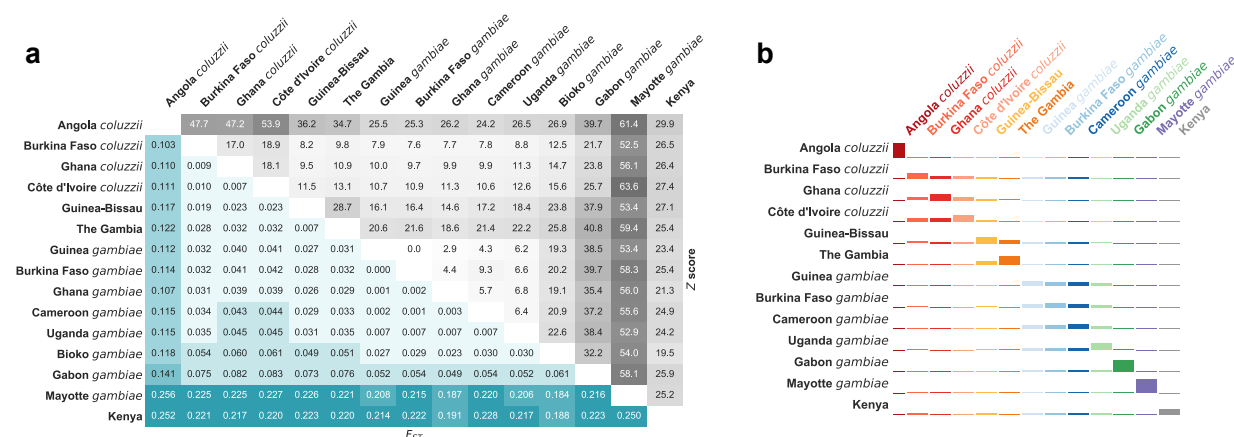 a
Angola coluzzii
Burkina Faso coluzzii
Ghana coluzzii
Côte d'Ivoire coluzzii
Guinea-Bissau
The Gambia
Guinea gambiae
Burkina Faso gambiae
Ghana gambiae
Cameroon gambiae
Uganda gambiae
Bioko gambiae
Gabon gambiae
Mayotte gambiae
Kenya
Angola coluzzii 47.7 47.2 53.9 36.2 34.7 25.5 25.3 26.2 24.2 26.5 26.9 39.7 61.4 29.9
Burkina Faso coluzzii 0.103 17.0 18.9 8.2 9.8 7.9 7.6 7.7 7.8 8.8 12.5 21.7 52.5 26.5
Ghana coluzzii 0.110 0.009 18.1 9.5 10.9 10.0 9.7 9.9 9.9 11.3 14.7 23.8 56.1 26.4
Côte d'Ivoire coluzzii 0.111 0.010 0.007 11.5 13.1 10.7 10.9 11.3 10.6 12.6 15.6 25.7 63.6 27.4
Guinea-Bissau 0.117 0.019 0.023 0.023 28.7 16.1 16.4 14.6 17.2 18.4 23.8 37.9 53.4 27.1
The Gambia 0.122 0.028 0.032 0.032 0.007 20.6 21.6 18.6 21.4 22.2 25.8 40.8 59.4 25.4
Guinea gambiae 0.112 0.032 0.040 0.041 0.027 0.031 0.0 2.9 4.3 6.2 19.3 38.5 53.4 23.4
Burkina Faso gambiae 0.114 0.032 0.041 0.042 0.028 0.032 0.000 4.4 9.3 6.6 20.2 39.7 58.3 25.4
Ghana gambiae 0.107 0.031 0.039 0.039 0.026 0.029 0.001 0.002 5.7 6.8 19.1 35.4 56.0 21.3
Cameroon gambiae 0.115 0.034 0.043 0.044 0.029 0.033 0.002 0.001 0.003 6.4 20.9 37.2 55.6 24.9
Uganda gambiae 0.115 0.035 0.045 0.045 0.031 0.035 0.007 0.007 0.007 0.007 22.6 38.4 52.9 24.2
Bioko gambiae 0.118 0.054 0.060 0.061 0.049 0.051 0.027 0.029 0.023 0.030 0.030 32.2 54.0 19.5
Gabon gambiae 0.141 0.075 0.082 0.083 0.073 0.076 0.052 0.054 0.049 0.054 0.052 0.061 58.1 25.9
Mayotte gambiae 0.256 0.225 0.225 0.227 0.226 0.221 0.208 0.215 0.187 0.220 0.206 0.184 0.216 25.2
Kenya 0.252 0.221 0.217 0.220 0.223 0.220 0.214 0.222 0.191 0.228 0.217 0.188 0.223 0.250
Z score
b
Angola coluzzii
Burkina Faso coluzzii
Ghana coluzzii
Côte d'Ivoire coluzzii
Guinea-Bissau
The Gambia
Guinea gambiae
Burkina Faso gambiae
Cameroon gambiae
Uganda gambiae
Gabon gambiae
Mayotte gambiae
Kenya
Angola coluzzii
Burkina Faso coluzzii
Ghana coluzzii
Côte d'Ivoire coluzzii
Guinea-Bissau
The Gambia
Guinea gambiae
Burkina Faso gambiae
Cameroon gambiae
Uganda gambiae
Gabon gambiae
Mayotte gambiae
Kenya